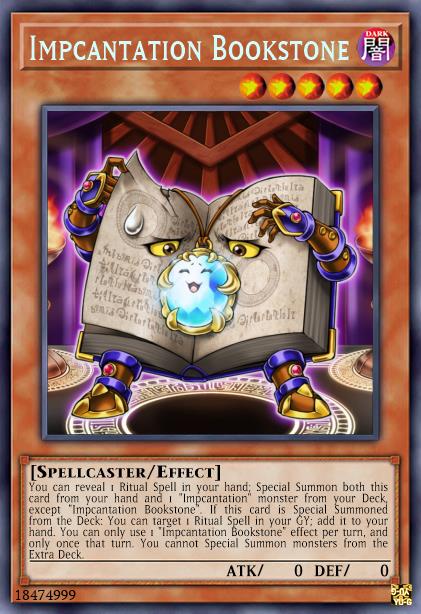 IMPCANTATION BOOKSTONE
DARK
闇
[SPELLCASTER/EFFECT]
You can reveal 1 Ritual Spell in your hand; Special Summon both this
card from your hand and 1 "Impcantation" monster from your Deck,
except "Impcantation Bookstone". If this card is Special Summoned
from the Deck: You can target 1 Ritual Spell in your GY; add it to your
hand. You can only use 1 "Impcantation Bookstone" effect per turn, and
only once that turn. You cannot Special Summon monsters from the
Extra Deck.
ATK/ 0 DEF/ 0
18474999